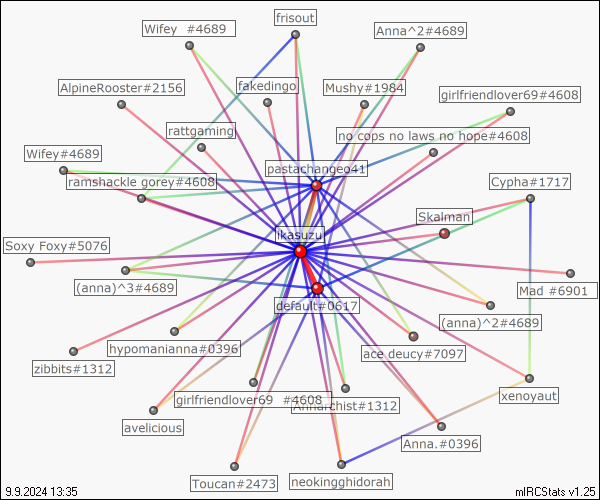 frisout
Wifey  #4689
Anna^2#4689
AlpineRooster#2156
fakedingo
Mushy#1984
girlfriendlover69#4608
rattgaming
no cops no laws no hope#4608
Wifey#4689
pastachangeo41
ramshackle gorey#4608
Cypha#1717
Skalman
ikasuzu
Soxy Foxy#5076
(anna)^3#4689
Mad  #6901
default#0617
(anna)^2#4689
hypomanianna#0396
ace deucy#7097
zibbits#1312
girlfriendlover69  #4608
Annarchist#1312
xenoyaut
avelicious
Anna.#0396
Toucan#2473
neokingghidorah
9.9.2024 13:35
mIRCStats v1.25